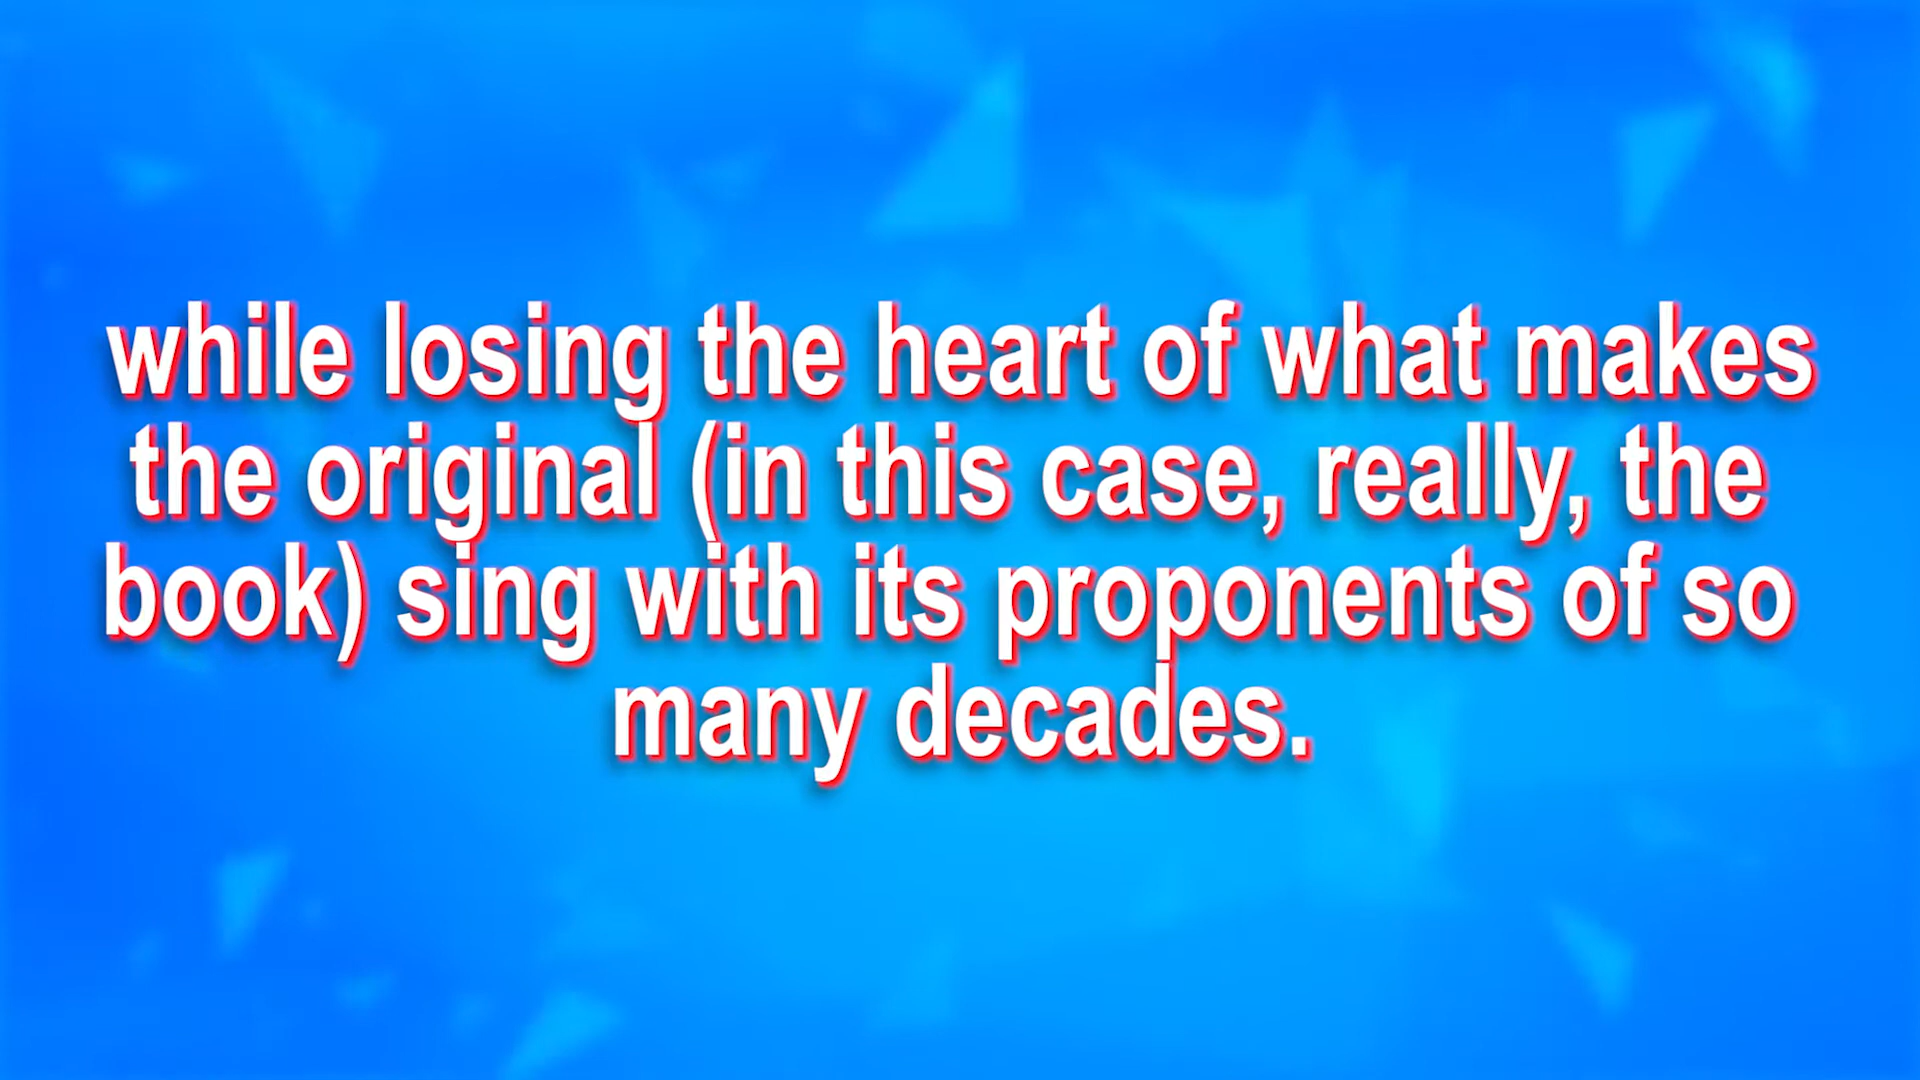 while losing the heart of what makes
the original (in this case, really, the
book) sing with its proponents of so
many decades.